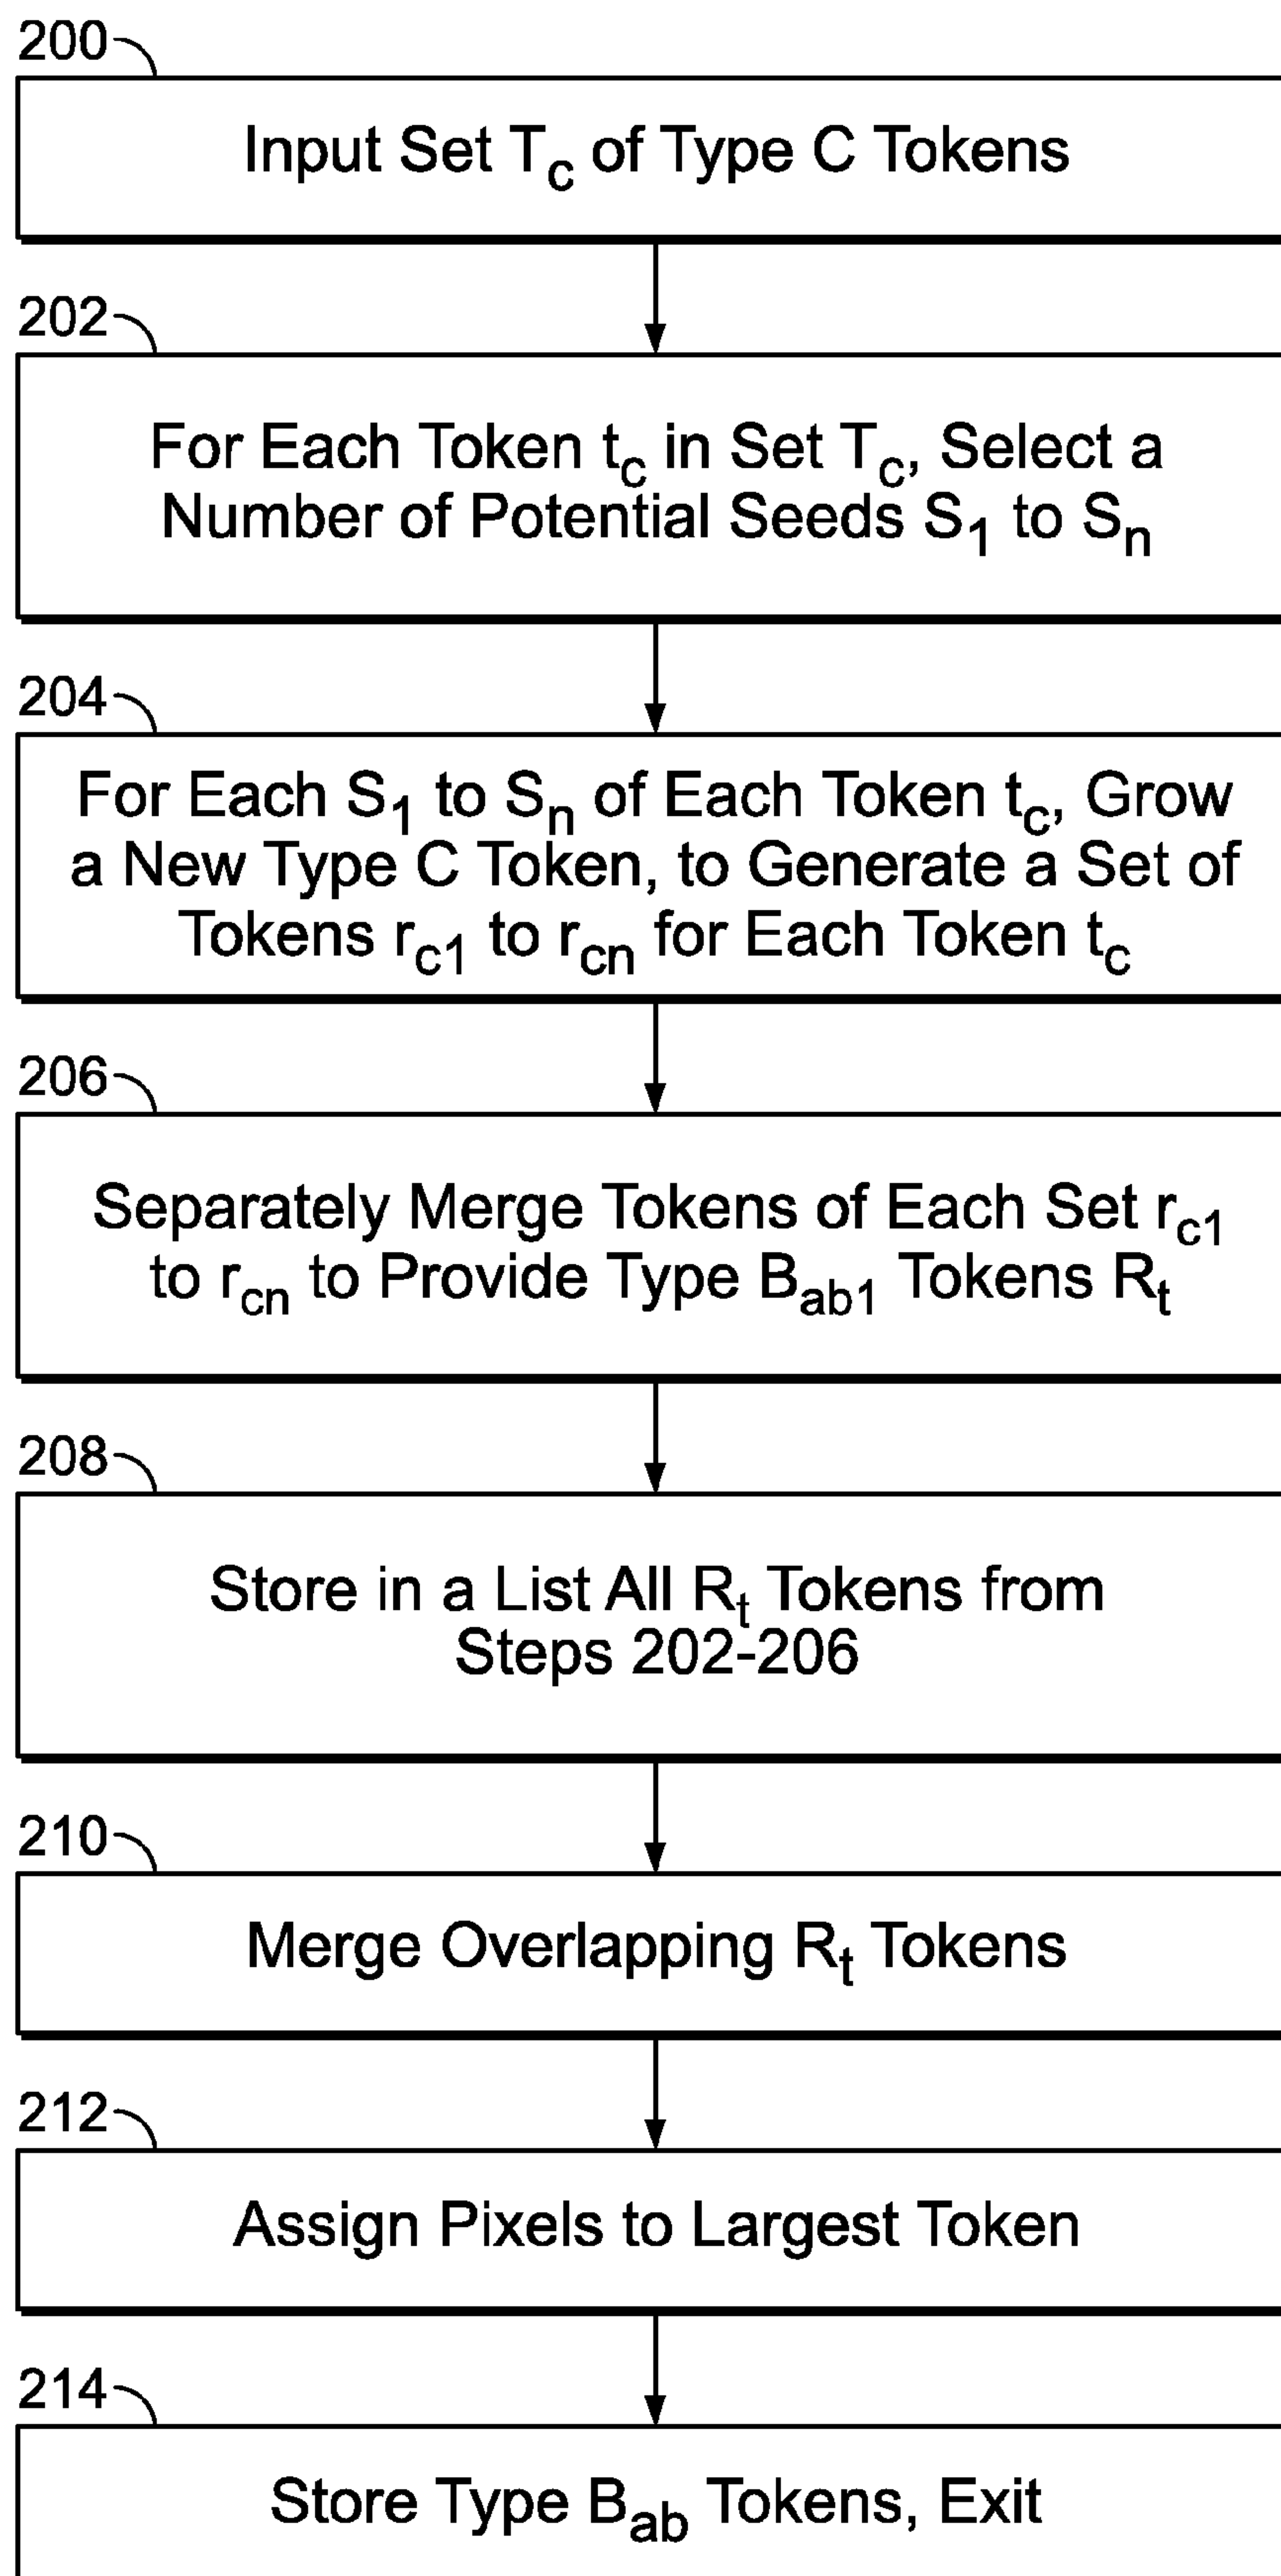 200
Input Set Tc of Type C Tokens
202
For Each Token tc in Set Tc, Select a
Number of Potential Seeds S1 to Sn
204
For Each S1 to Sn of Each Token tc, Grow
a New Type C Token, to Generate a Set of
Tokens rc1 to rcn for Each Token tc
206
Separately Merge Tokens of Each Set rc1
to rcn to Provide Type Bab1 Tokens Rt
208
Store in a List All Rt Tokens from
Steps 202-206
210
Merge Overlapping Rt Tokens
212
Assign Pixels to Largest Token
214
Store Type Bab Tokens, Exit